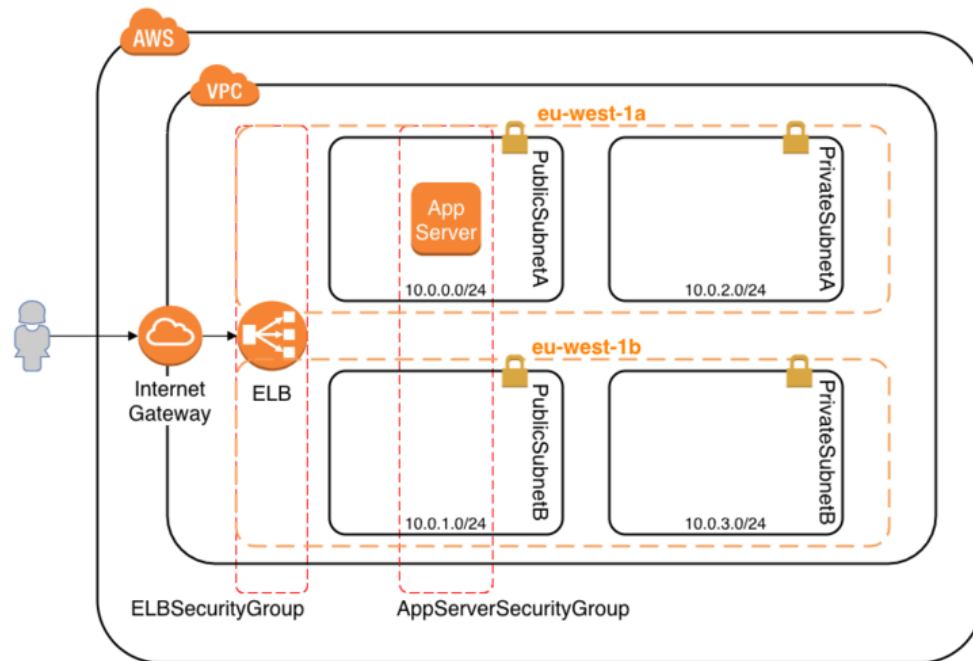 AWS
VPC
eu-west-1a
PublicSubnetA
PrivateSubnetA
App
Server
10.0.0.0/24
10.0.2.0/24
eu-west-1b
Internet
Gateway
ELB
PublicSubnetB
PrivateSubnetB
10.0.1.0/24
10.0.3.0/24
ELBSecurityGroup
AppServerSecurityGroup